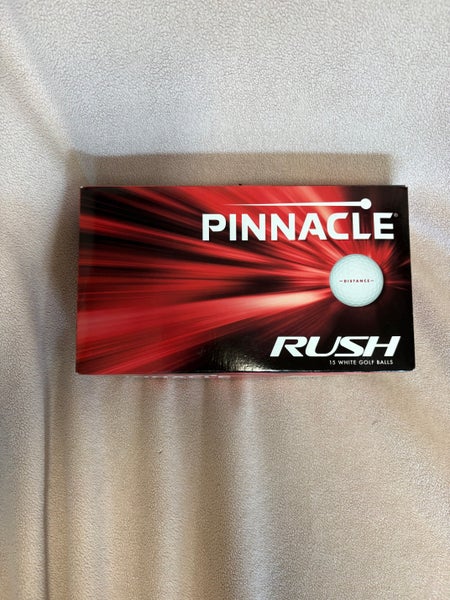 PINNACLE®
—DISTANCE—
RUSH
15 WHITE GOLF BALLS